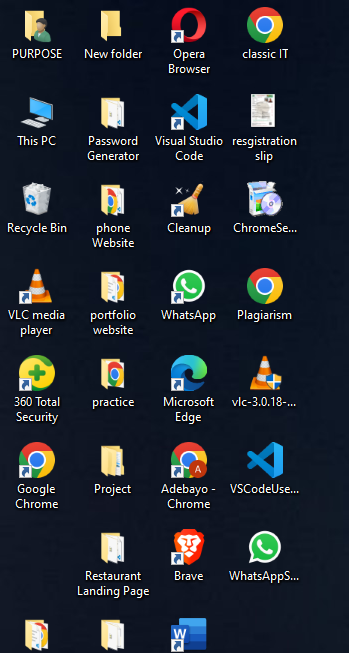 PURPOSE
New folder
Opera
Browser
classic IT
This PC
Password
Generator
Visual Studio
Code
resgistration
slip
Recycle Bin
phone
Website
Cleanup
ChromeSe...
VLC media
player
portfolio
website
WhatsApp
Plagiarism
360 Total
Security
practice
Microsoft
Edge
vlc-3.0.18-...
Google
Chrome
Project
Adebayo -
Chrome
A
VSCodeUse...
Restaurant
Landing Page
Brave
WhatsAppS...
W